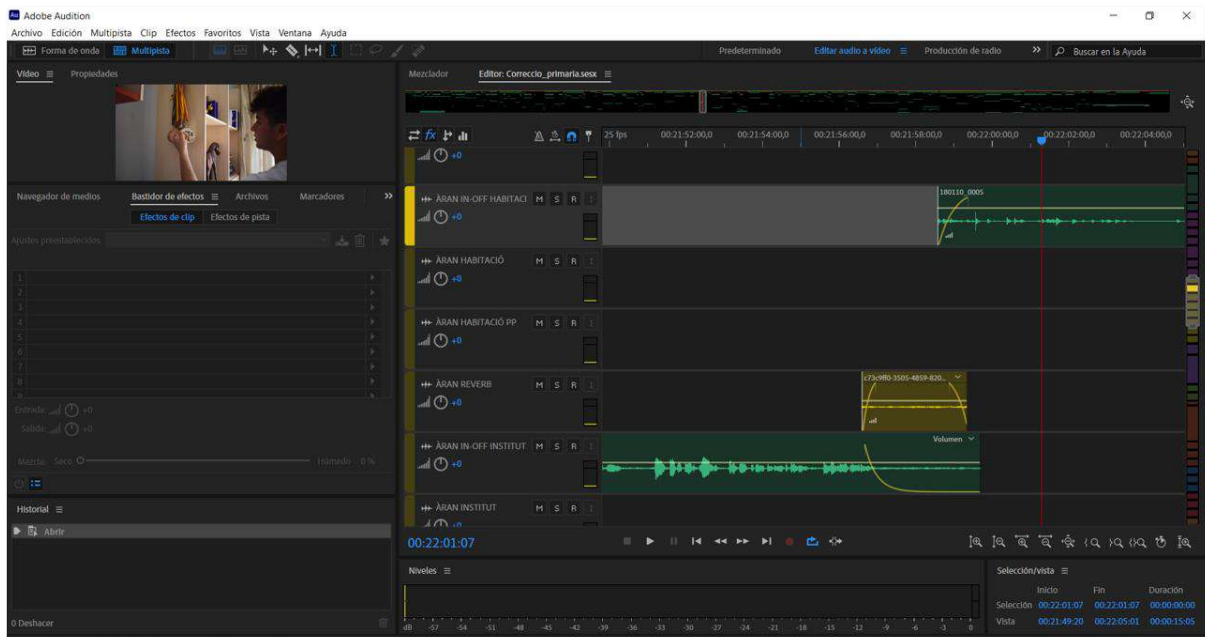 Au Adobe Audition
Archivo Edición Multipista Clip Efectos Favoritos Vista Ventana Ayuda
Forma de onda Multipista Predeterminado Editar audio a vídeo Producción de radio Buscar en la Ayuda
Vídeo Propiedades
Mezclador Editor: Correccio_primaria.sesx
fx 25 fps 00:21:52:00,0 00:21:54:00,0 00:21:56:00,0 00:21:58:00,0 00:22:00:00,0 00:22:02:00,0 00:22:04:00,0
+0
Navegador de medios Bastidor de efectos Archivos Marcadores
Efectos de clip Efectos de pista
Ajustes preestablecidos
1
2
3
4
5
6
7
8
9
Entrada: +0
Salida: +0
Mezcla: Seco Húmedo 0 %
ÀRAN IN-OFF HABITACI M S R I
+0
180110_0005
ÀRAN HABITACIÓ M S R I
+0
ÀRAN HABITACIÓ PP M S R I
+0
ÀRAN REVERB M S R I
+0
c73c9ff0-3505-4859-820...
ÀRAN IN-OFF INSTITUT M S R I
+0
Volumen
ÀRAN INSTITUT M S R I
+0
Historial
Abrir
0 Deshacer
00:22:01:07
Niveles
dB -57 -54 -51 -48 -45 -42 -39 -36 -33 -30 -27 -24 -21 -18 -15 -12 -9 -6 -3 0
Selección/vista
Inicio Fin Duración
Selección 00:22:01:07 00:22:01:07 00:00:00:00
Vista 00:21:49:20 00:22:05:01 00:00:15:05